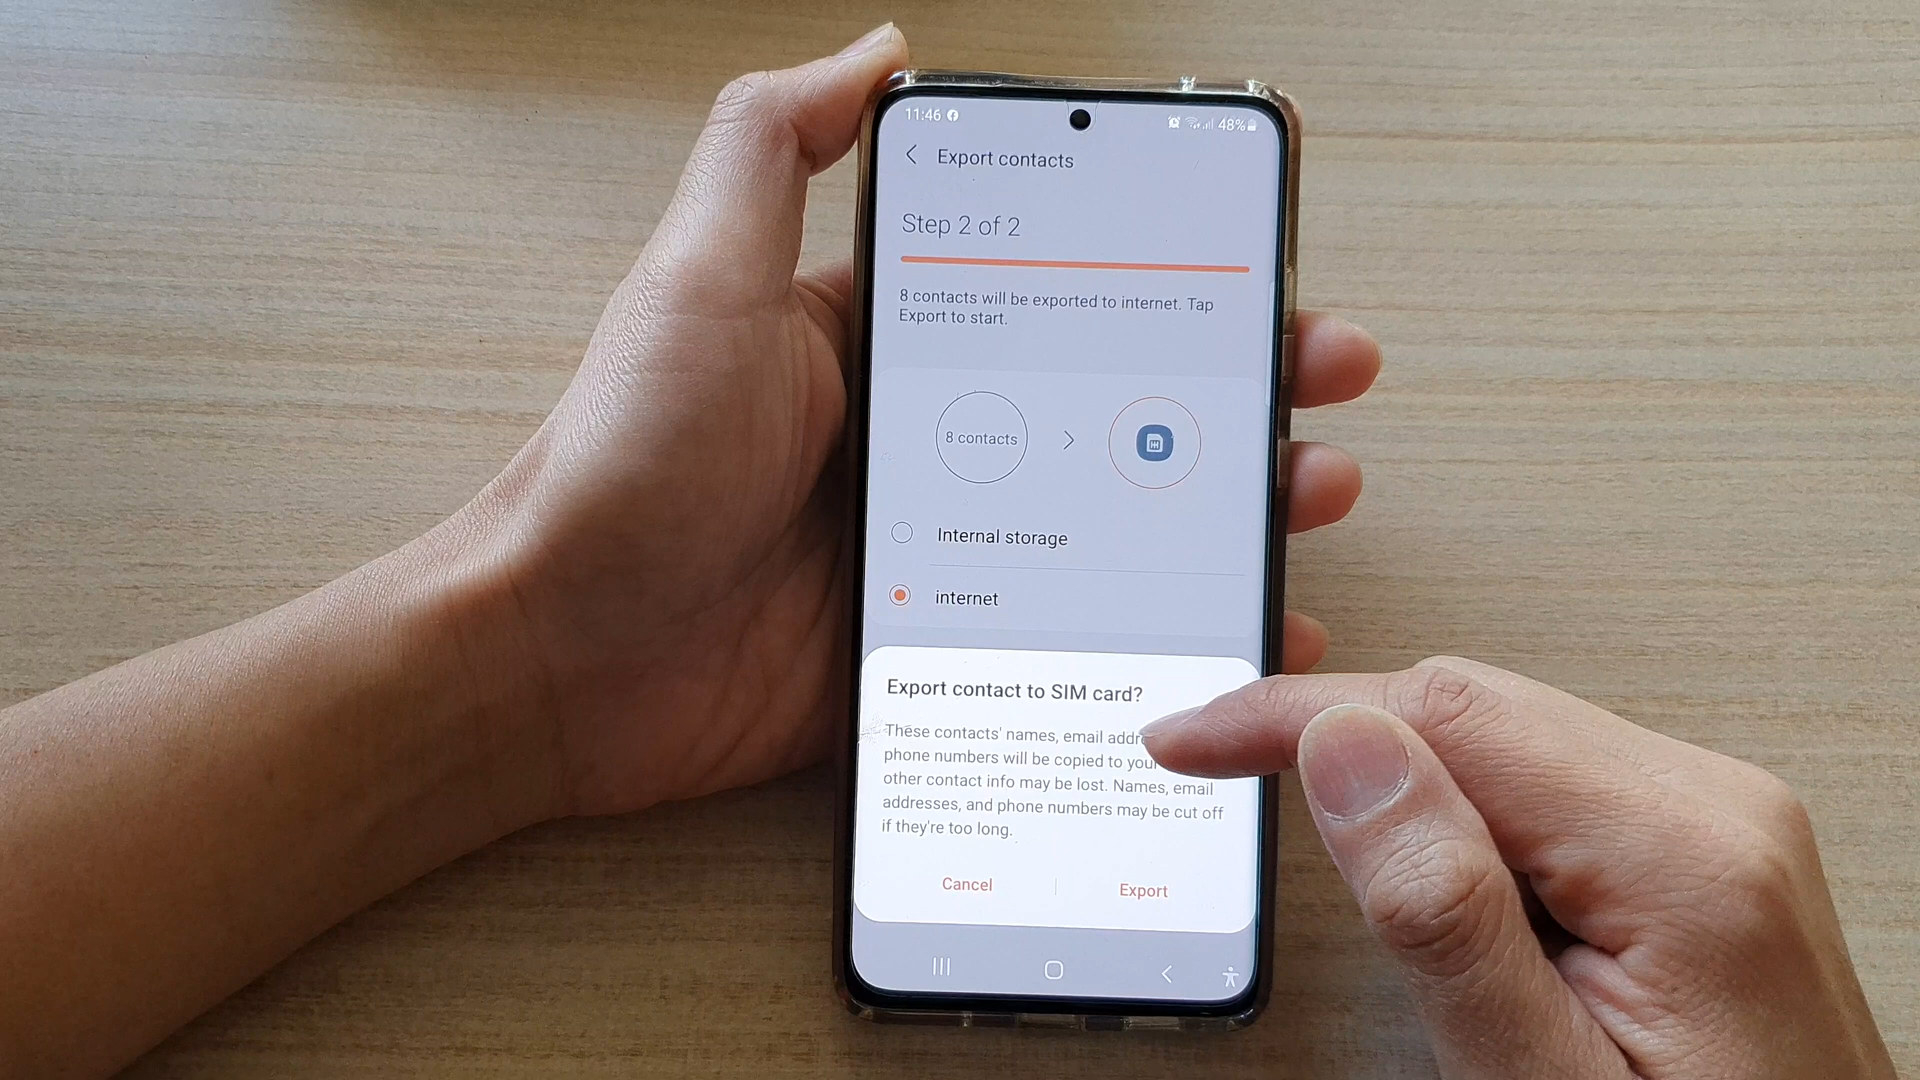 11:46
48%
Export contacts
Step 2 of 2
8 contacts will be exported to internet. Tap
Export to start.
8 contacts
Internal storage
internet
Export contact to SIM card?
These contacts' names, email addre
phone numbers will be copied to your
other contact info may be lost. Names, email
addresses, and phone numbers may be cut off
if they're too long.
Cancel
Export